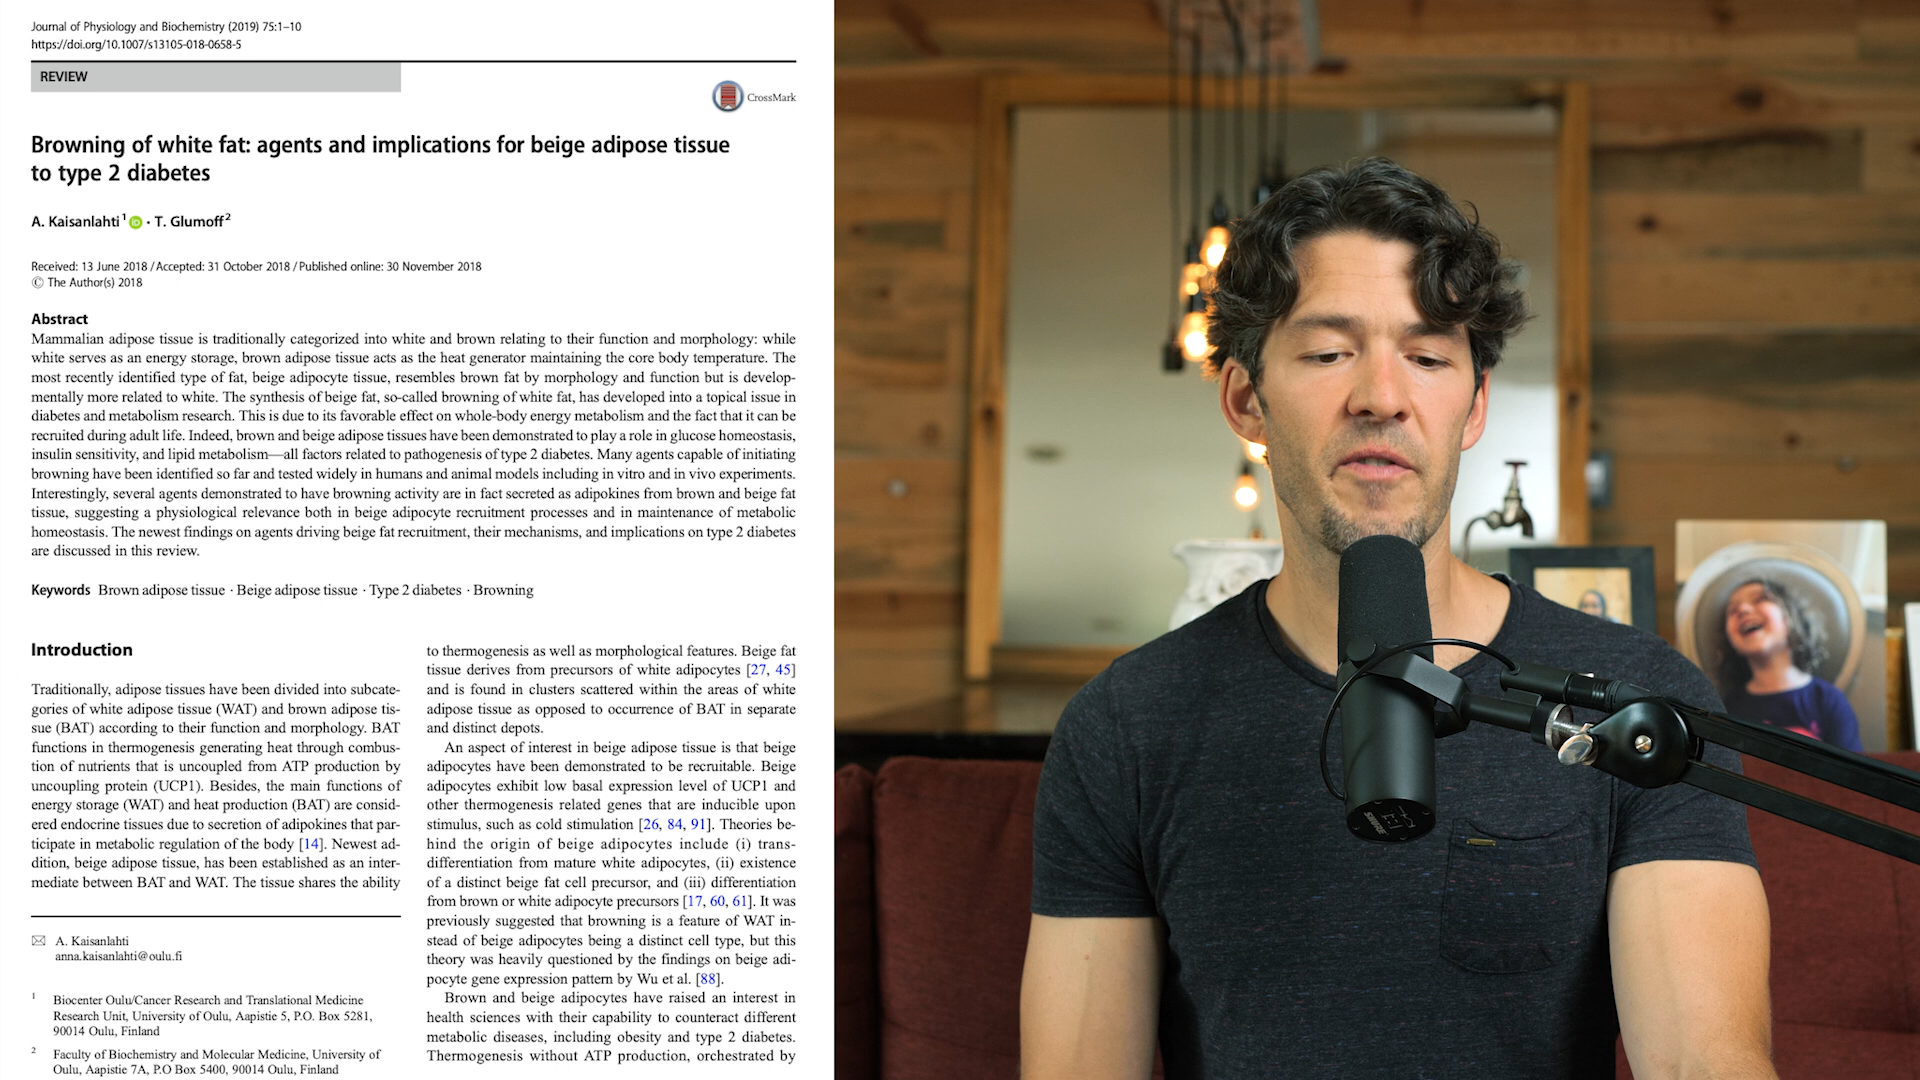 Journal of Physiology and Biochemistry (2019) 75:1–10
https://doi.org/10.1007/s13105-018-0658-5
REVIEW
CrossMark
Browning of white fat: agents and implications for beige adipose tissue
to type 2 diabetes
A. Kaisanlahti 1 iD · T. Glumoff 2
Received: 13 June 2018 / Accepted: 31 October 2018 / Published online: 30 November 2018
© The Author(s) 2018
Abstract
Mammalian adipose tissue is traditionally categorized into white and brown relating to their function and morphology: while
white serves as an energy storage, brown adipose tissue acts as the heat generator maintaining the core body temperature. The
most recently identified type of fat, beige adipocyte tissue, resembles brown fat by morphology and function but is develop-
mentally more related to white. The synthesis of beige fat, so-called browning of white fat, has developed into a topical issue in
diabetes and metabolism research. This is due to its favorable effect on whole-body energy metabolism and the fact that it can be
recruited during adult life. Indeed, brown and beige adipose tissues have been demonstrated to play a role in glucose homeostasis,
insulin sensitivity, and lipid metabolism—all factors related to pathogenesis of type 2 diabetes. Many agents capable of initiating
browning have been identified so far and tested widely in humans and animal models including in vitro and in vivo experiments.
Interestingly, several agents demonstrated to have browning activity are in fact secreted as adipokines from brown and beige fat
tissue, suggesting a physiological relevance both in beige adipocyte recruitment processes and in maintenance of metabolic
homeostasis. The newest findings on agents driving beige fat recruitment, their mechanisms, and implications on type 2 diabetes
are discussed in this review.
Keywords Brown adipose tissue · Beige adipose tissue · Type 2 diabetes · Browning
Introduction
Traditionally, adipose tissues have been divided into subcate-
gories of white adipose tissue (WAT) and brown adipose tis-
sue (BAT) according to their function and morphology. BAT
functions in thermogenesis generating heat through combus-
tion of nutrients that is uncoupled from ATP production by
uncoupling protein (UCP1). Besides, the main functions of
energy storage (WAT) and heat production (BAT) are consid-
ered endocrine tissues due to secretion of adipokines that par-
ticipate in metabolic regulation of the body [14]. Newest ad-
dition, beige adipose tissue, has been established as an inter-
mediate between BAT and WAT. The tissue shares the ability
A. Kaisanlahti
anna.kaisanlahti@oulu.fi
1 Biocenter Oulu/Cancer Research and Translational Medicine
Research Unit, University of Oulu, Aapistie 5, P.O. Box 5281,
90014 Oulu, Finland
2 Faculty of Biochemistry and Molecular Medicine, University of
Oulu, Aapistie 7A, P.O Box 5400, 90014 Oulu, Finland
to thermogenesis as well as morphological features. Beige fat
tissue derives from precursors of white adipocytes [27, 45]
and is found in clusters scattered within the areas of white
adipose tissue as opposed to occurrence of BAT in separate
and distinct depots.
An aspect of interest in beige adipose tissue is that beige
adipocytes have been demonstrated to be recruitable. Beige
adipocytes exhibit low basal expression level of UCP1 and
other thermogenesis related genes that are inducible upon
stimulus, such as cold stimulation [26, 84, 91]. Theories be-
hind the origin of beige adipocytes include (i) trans-
differentiation from mature white adipocytes, (ii) existence
of a distinct beige fat cell precursor, and (iii) differentiation
from brown or white adipocyte precursors [17, 60, 61]. It was
previously suggested that browning is a feature of WAT in-
stead of beige adipocytes being a distinct cell type, but this
theory was heavily questioned by the findings on beige adi-
pocyte gene expression pattern by Wu et al. [88].
Brown and beige adipocytes have raised an interest in
health sciences with their capability to counteract different
metabolic diseases, including obesity and type 2 diabetes.
Thermogenesis without ATP production, orchestrated by
SHURE